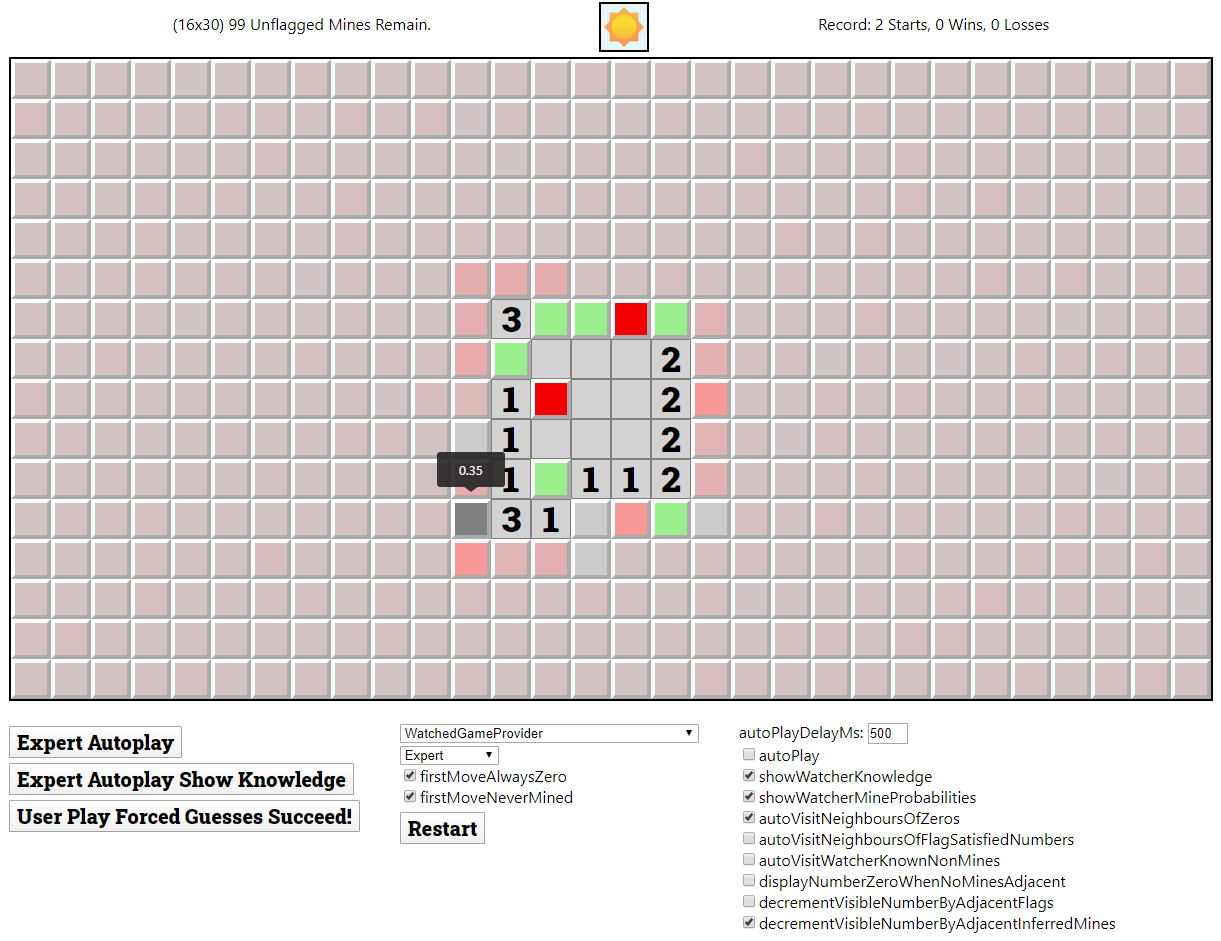 (16x30) 99 Unflagged Mines Remain.
Record: 2 Starts, 0 Wins, 0 Losses
3
2
1 2
1 2
0.35
1 1 1 2
3 1
Expert Autoplay
Expert Autoplay Show Knowledge
User Play Forced Guesses Succeed!
WatchedGameProvider
Expert
firstMoveAlwaysZero
firstMoveNeverMined
Restart
autoPlayDelayMs: 500
autoPlay
showWatcherKnowledge
showWatcherMineProbabilities
autoVisitNeighboursOfZeros
autoVisitNeighboursOfFlagSatisfiedNumbers
autoVisitWatcherKnownNonMines
displayNumberZeroWhenNoMinesAdjacent
decrementVisibleNumberByAdjacentFlags
decrementVisibleNumberByAdjacentInferredMines